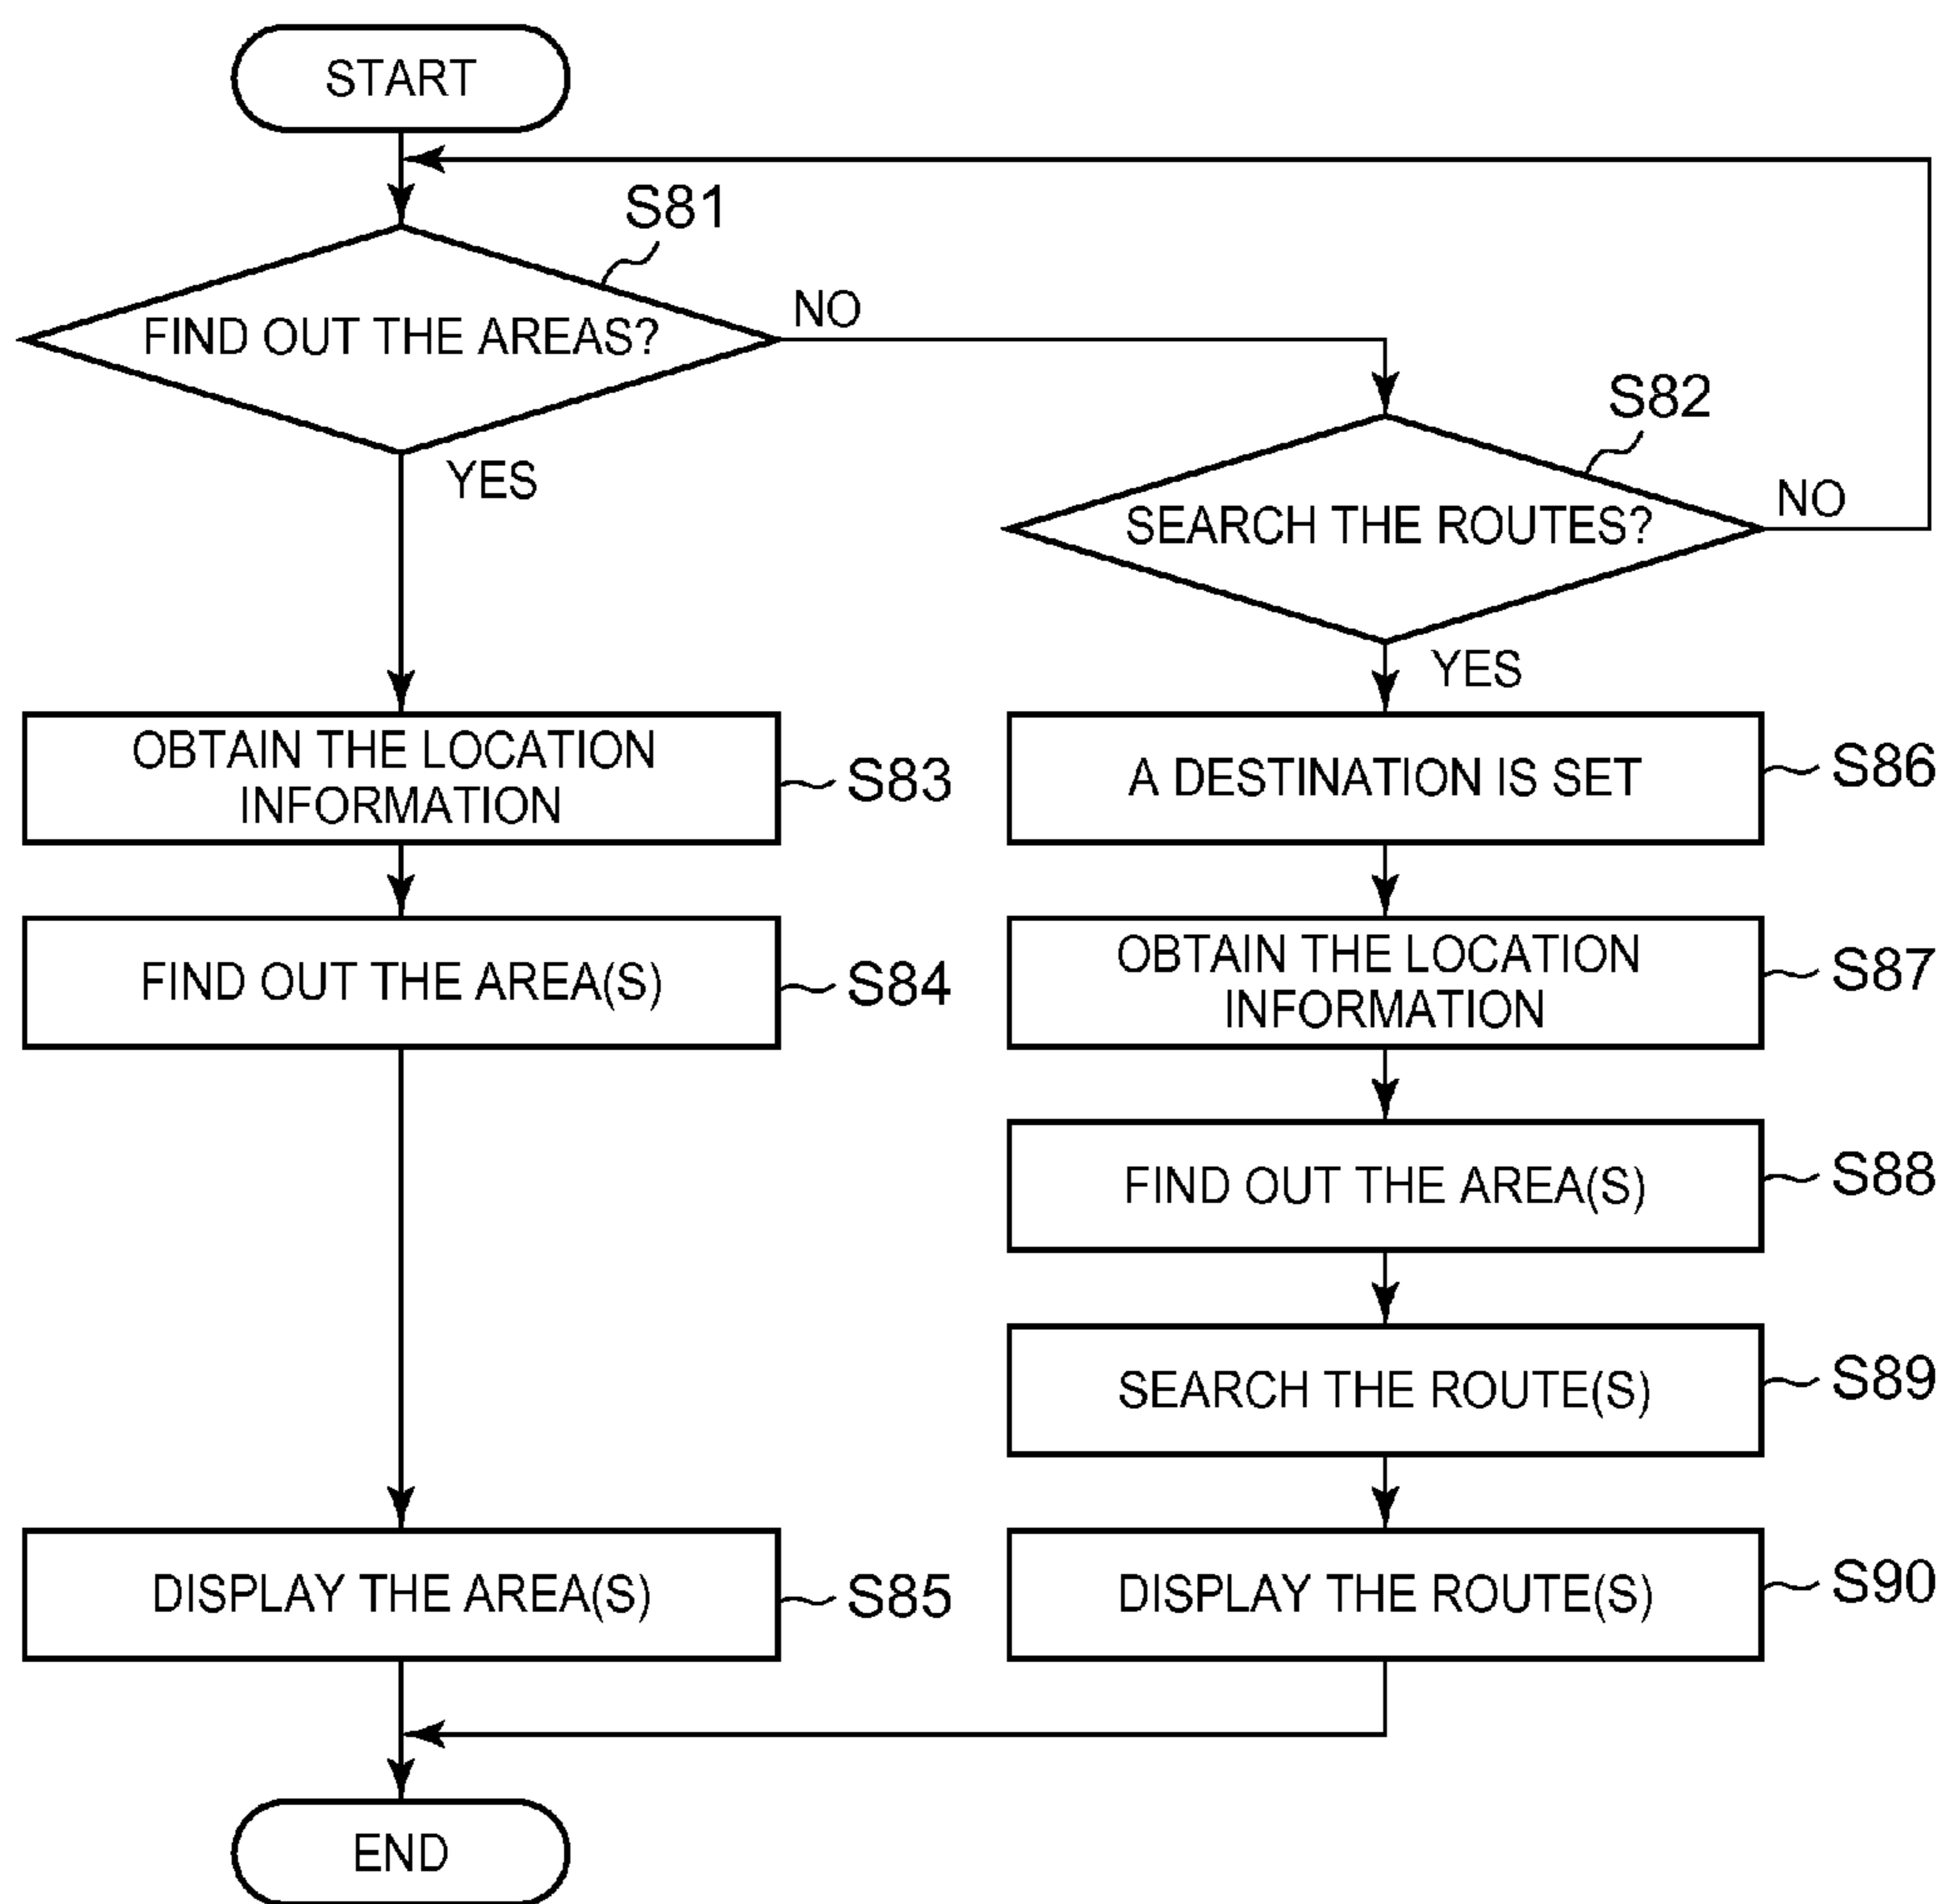 START
S81
FIND OUT THE AREAS?
NO
YES
S82
SEARCH THE ROUTES?
NO
YES
OBTAIN THE LOCATION
INFORMATION
S83
FIND OUT THE AREA(S)
S84
DISPLAY THE AREA(S)
S85
A DESTINATION IS SET
S86
OBTAIN THE LOCATION
INFORMATION
S87
FIND OUT THE AREA(S)
S88
SEARCH THE ROUTE(S)
S89
DISPLAY THE ROUTE(S)
S90
END